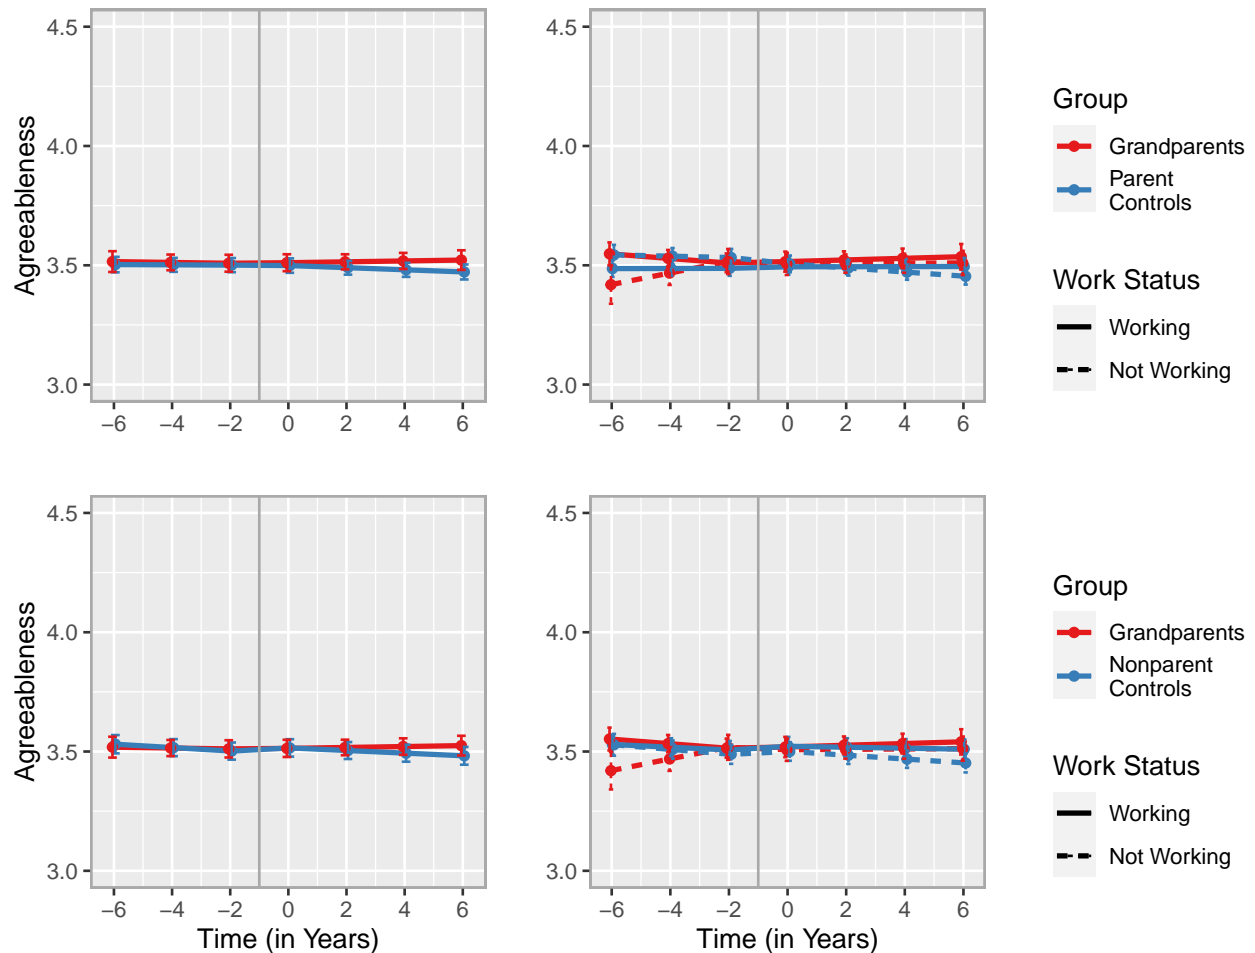 4.5
4.0
3.5
3.0
Agreeableness
−6 −4 −2 0 2 4 6
4.5
4.0
3.5
3.0
−6 −4 −2 0 2 4 6
Group
Grandparents
Parent
Controls
Work Status
Working
Not Working
4.5
4.0
3.5
3.0
Agreeableness
−6 −4 −2 0 2 4 6
Time (in Years)
4.5
4.0
3.5
3.0
−6 −4 −2 0 2 4 6
Time (in Years)
Group
Grandparents
Nonparent
Controls
Work Status
Working
Not Working